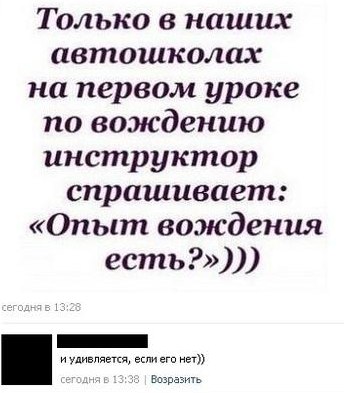 Только в наших
автошколах
на первом уроке
по вождению
инструктор
спрашивает:
«Опыт вождения
есть?»)))
сегодня в 13:28
и удивляется, если его нет))
сегодня в 13:38 | Возразить